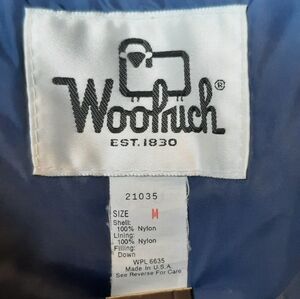 Woolrich®
EST. 1830
21035
SIZE M
Shell:
100% Nylon
Lining:
100% Nylon
Filling:
Down
WPL 6635
Made in U.S.A.
See Reverse For Care